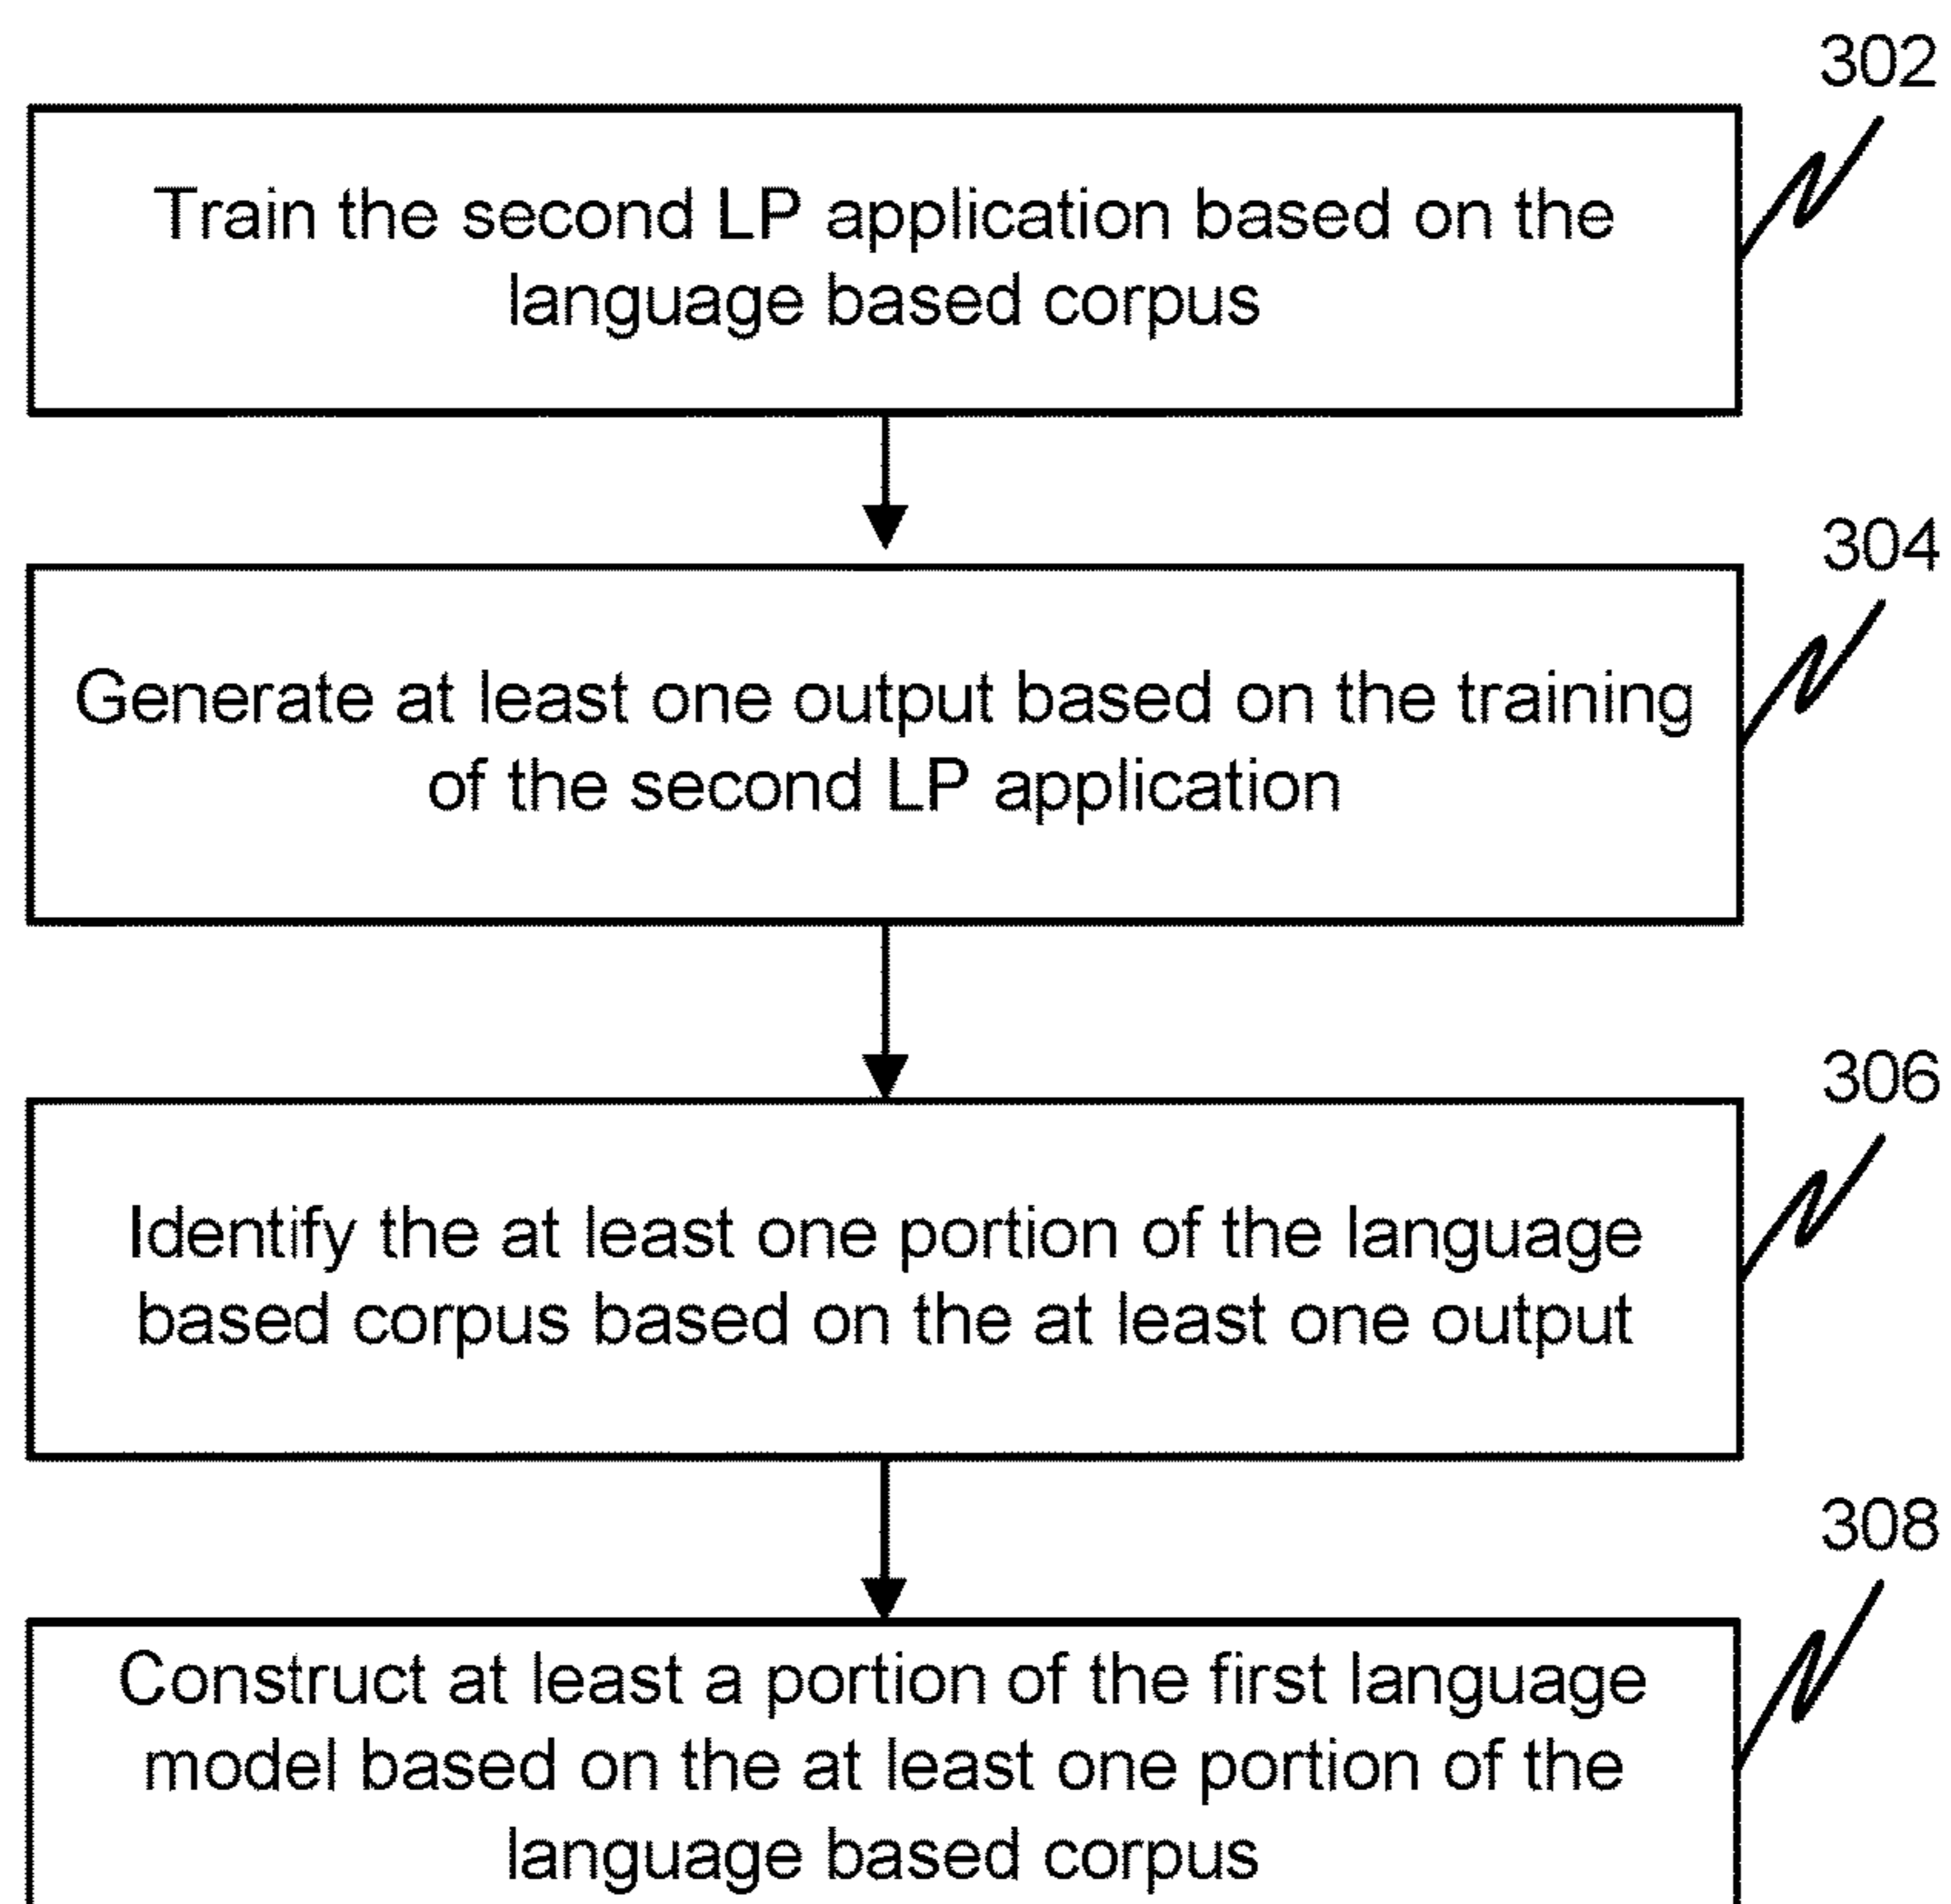 302
Train the second LP application based on the
language based corpus
304
Generate at least one output based on the training
of the second LP application
306
Identify the at least one portion of the language
based corpus based on the at least one output
308
Construct at least a portion of the first language
model based on the at least one portion of the
language based corpus